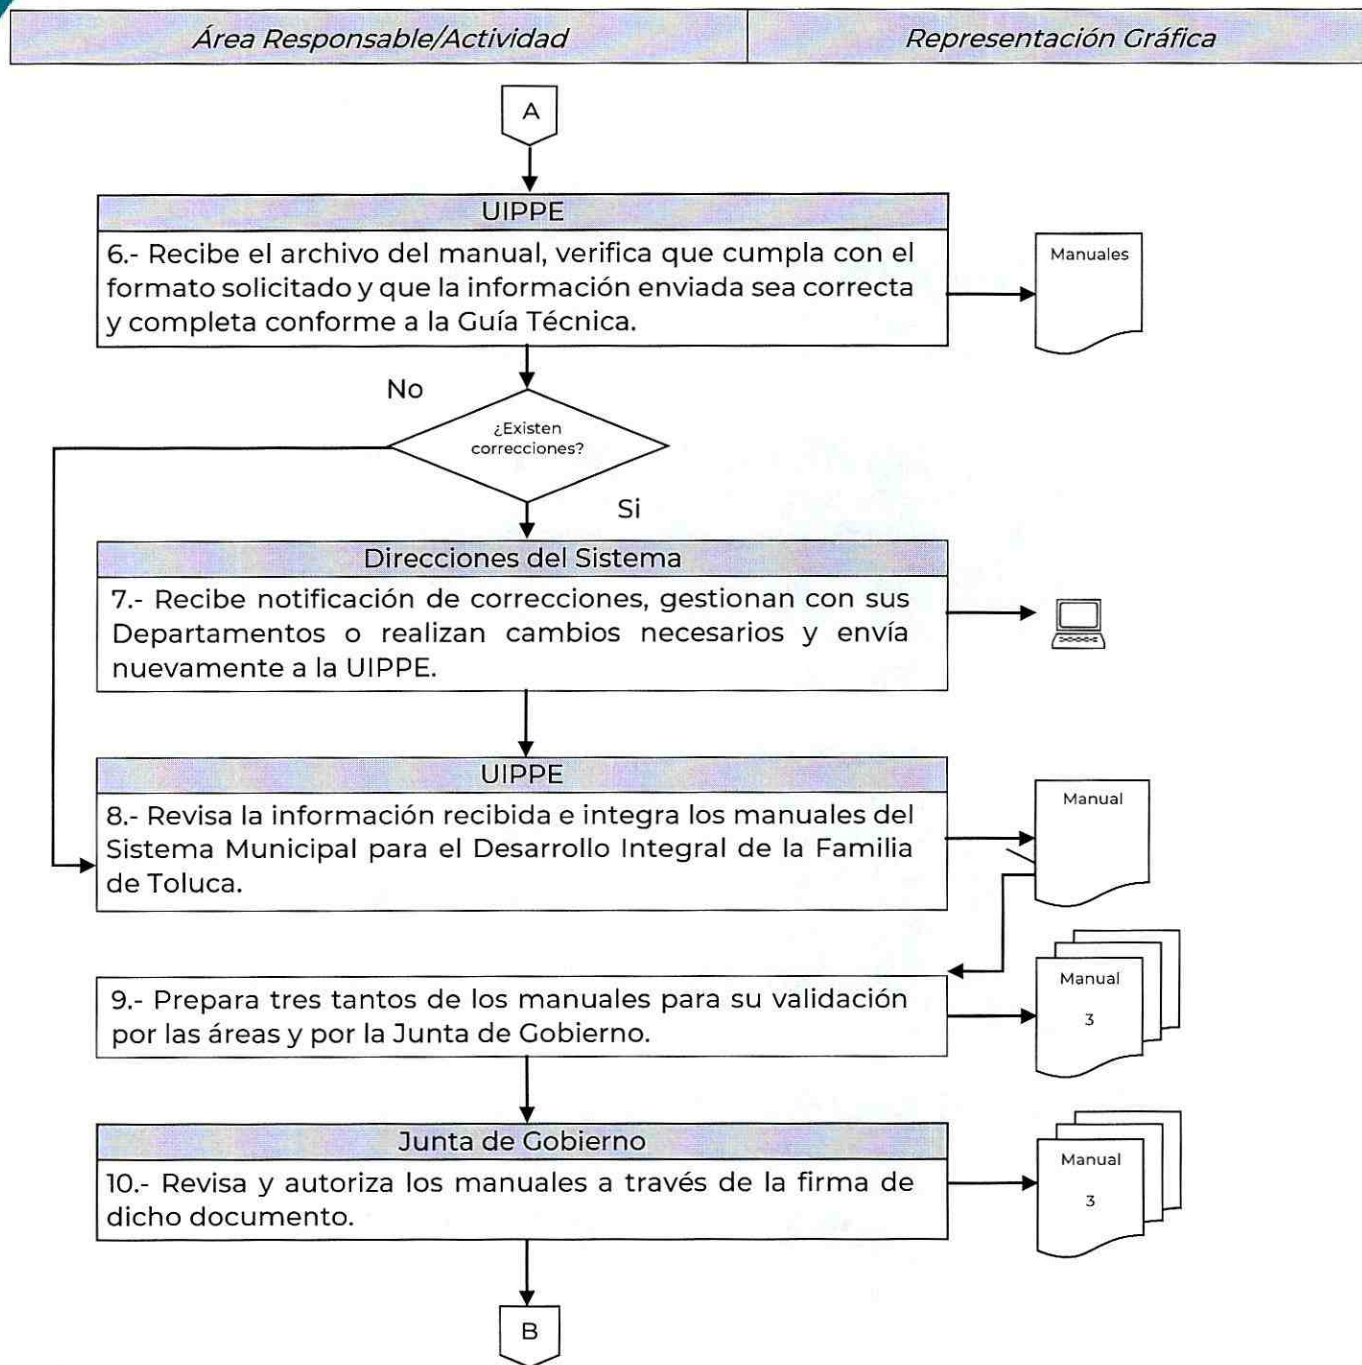 Área Responsable/Actividad
Representación Gráfica
A
UIPPE
6.- Recibe el archivo del manual, verifica que cumpla con el
formato solicitado y que la información enviada sea correcta
y completa conforme a la Guía Técnica.
Manuales
No
¿Existen
correcciones?
Si
Direcciones del Sistema
7.- Recibe notificación de correcciones, gestionan con sus
Departamentos o realizan cambios necesarios y envía
nuevamente a la UIPPE.
UIPPE
8.- Revisa la información recibida e integra los manuales del
Sistema Municipal para el Desarrollo Integral de la Familia
de Toluca.
Manual
9.- Prepara tres tantos de los manuales para su validación
por las áreas y por la Junta de Gobierno.
Manual
3
Junta de Gobierno
10.- Revisa y autoriza los manuales a través de la firma de
dicho documento.
Manual
3
B